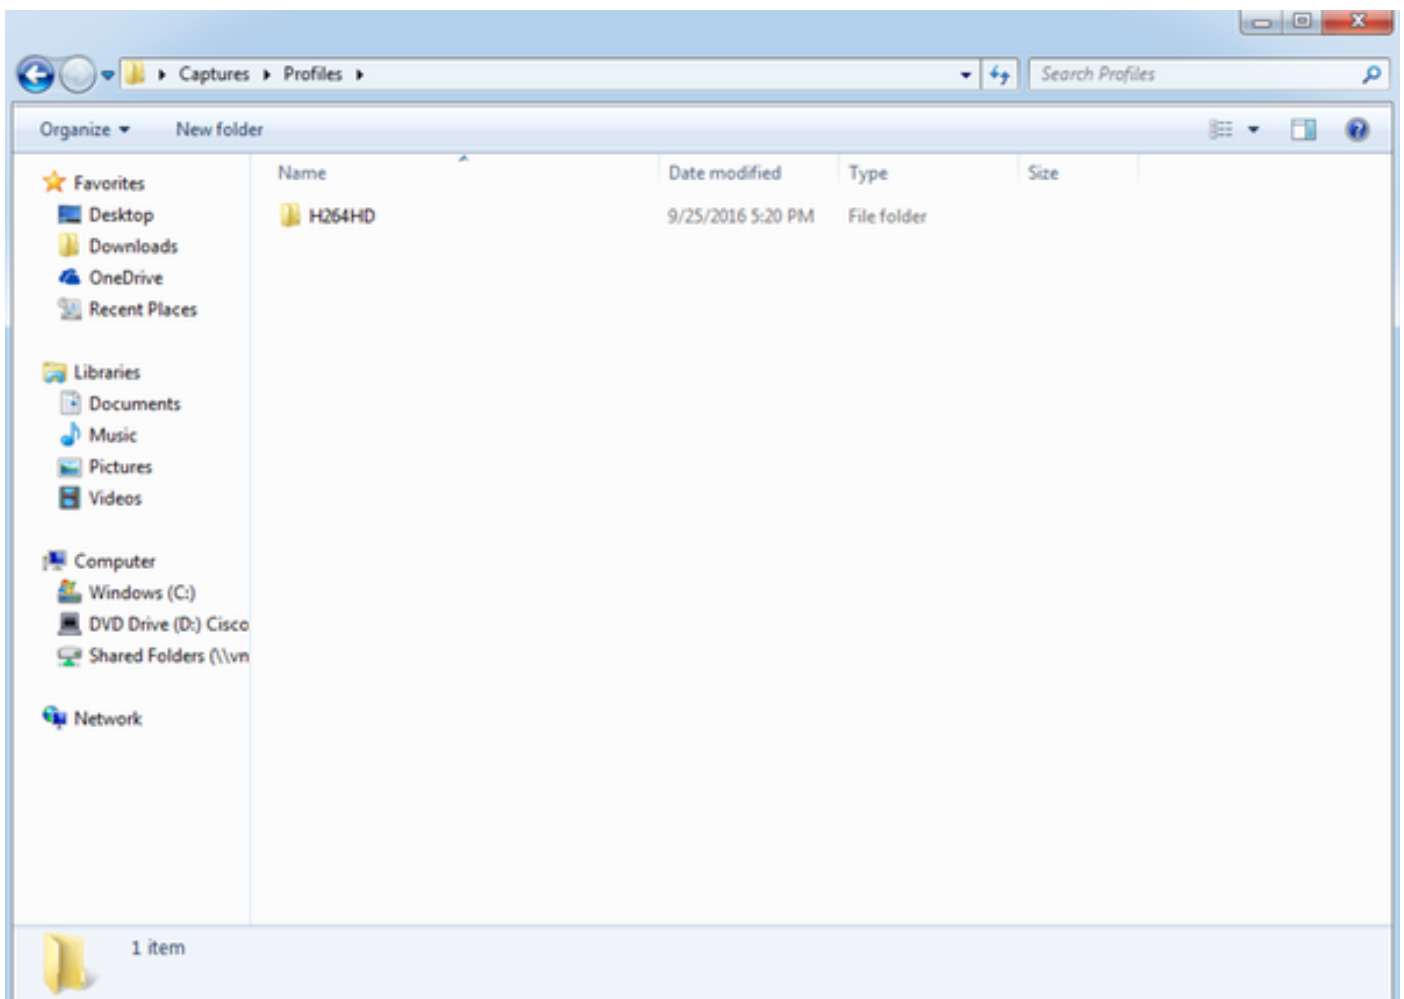 Captures Profiles Search Profiles
Organize New folder
Name Date modified Type Size
H264HD 9/25/2016 5:20 PM File folder
Favorites
Desktop
Downloads
OneDrive
Recent Places
Libraries
Documents
Music
Pictures
Videos
Computer
Windows (C:)
DVD Drive (D:) Cisco
Shared Folders (\\vn
Network
1 item